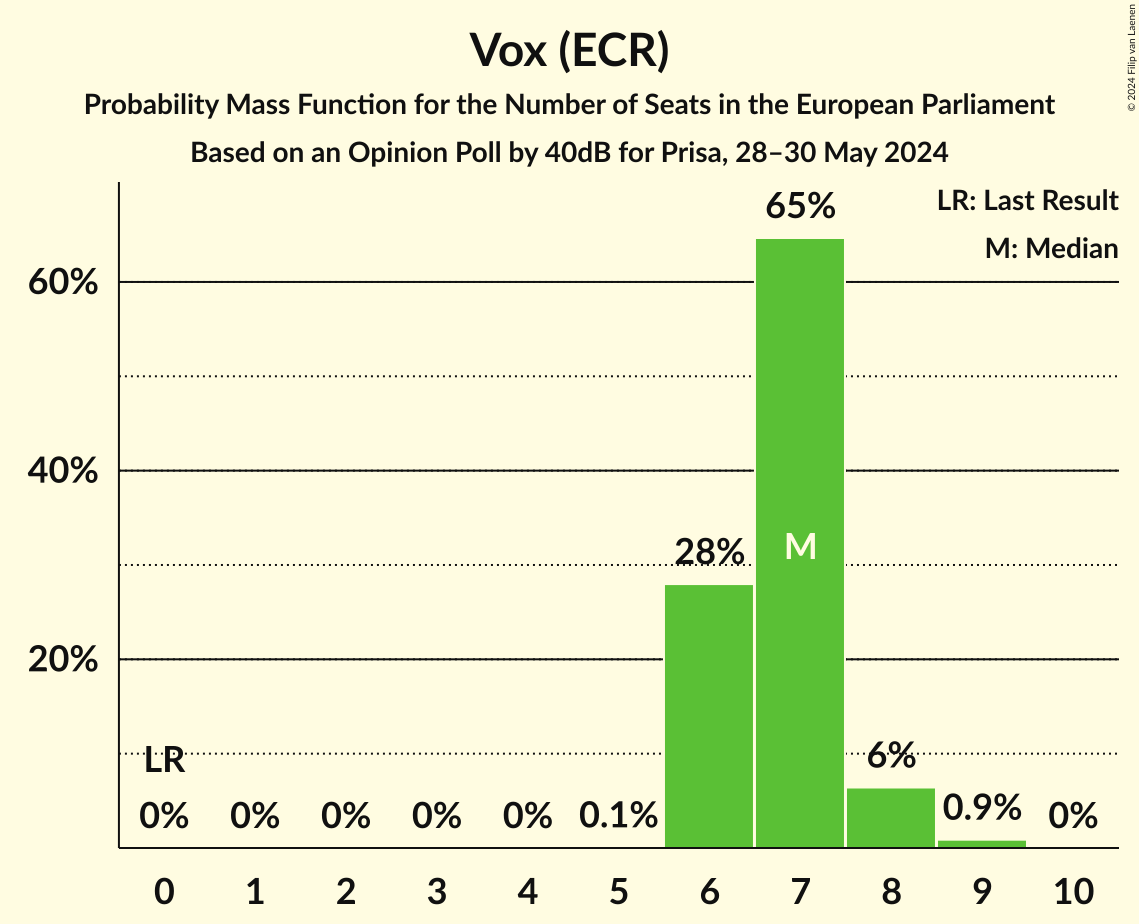 Vox (ECR)
Probability Mass Function for the Number of Seats in the European Parliament
Based on an Opinion Poll by 40dB for Prisa, 28–30 May 2024
© 2024 Filip van Laenen
LR: Last Result
M: Median
65%
60%
40%
28%
M
20%
LR
6%
0% 0% 0% 0% 0% 0.1% 0.9% 0%
0 1 2 3 4 5 6 7 8 9 10